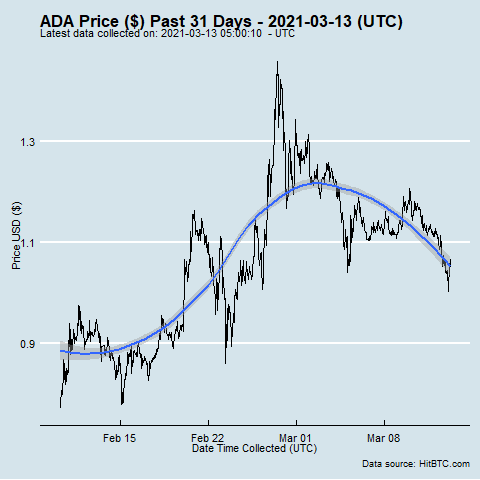 ADA Price ($) Past 31 Days - 2021-03-13 (UTC)
Latest data collected on: 2021-03-13 05:00:10 - UTC
Price USD ($)
1.3
1.1
0.9
Feb 15
Feb 22
Mar 01
Mar 08
Date Time Collected (UTC)
Data source: HitBTC.com